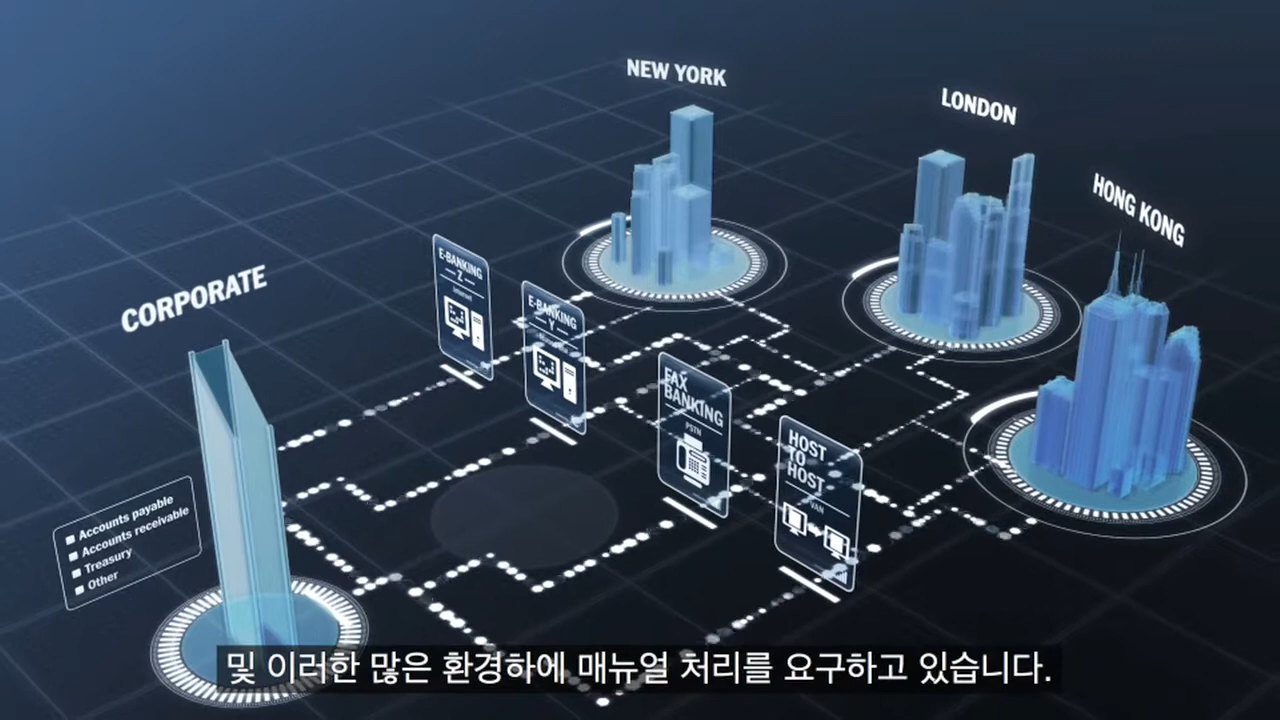 NEW YORK
LONDON
HONG KONG
CORPORATE
E-BANKING
Z
Internet
E-BANKING
Y
FAX
BANKING
PSTN
HOST
TO
HOST
VAN
Accounts payable
Accounts receivable
Treasury
Other
및 이러한 많은 환경하에 매뉴얼 처리를 요구하고 있습니다.